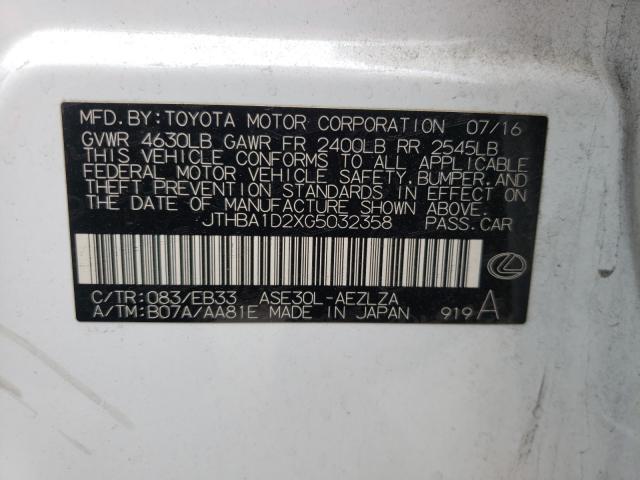 MFD. BY: TOYOTA MOTOR CORPORATION 07/16
GVWR 4630LB GAWR FR 2400LB RR 2545LB
THIS VEHICLE CONFORMS TO ALL APPLICABLE
FEDERAL MOTOR VEHICLE SAFETY, BUMPER, AND
THEFT PREVENTION STANDARDS IN EFFECT ON
THE DATE OF MANUFACTURE SHOWN ABOVE.
JTHBA1D2XG5032358 PASS. CAR
C/TR: 083/EB33 ASE30L-AEZLZA
A/TM: B07A/AA81E MADE IN JAPAN 919 A